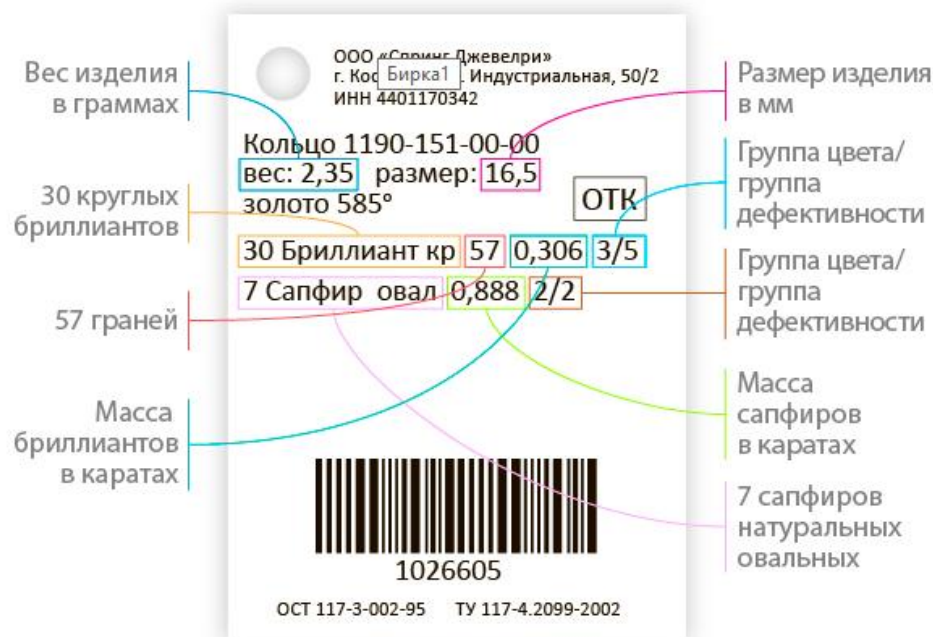 Вес изделия
в граммах
30 круглых
бриллиантов
57 граней
Масса
бриллиантов
в каратах
ООО «Спринг Джевелри»
г. Кос Индустриальная, 50/2
Бирка1
ИНН 4401170342
Кольцо 1190-151-00-00
вес: 2,35 размер: 16,5
золото 585°
ОТК
30 Бриллиант кр 57 0,306 3/5
7 Сапфир овал 0,888 2/2
1026605
ОСТ 117-3-002-95 ТУ 117-4.2099-2002
Размер изделия
в мм
Группа цвета/
группа
дефективности
Группа цвета/
группа
дефективности
Масса
сапфиров
в каратах
7 сапфиров
натуральных
овальных